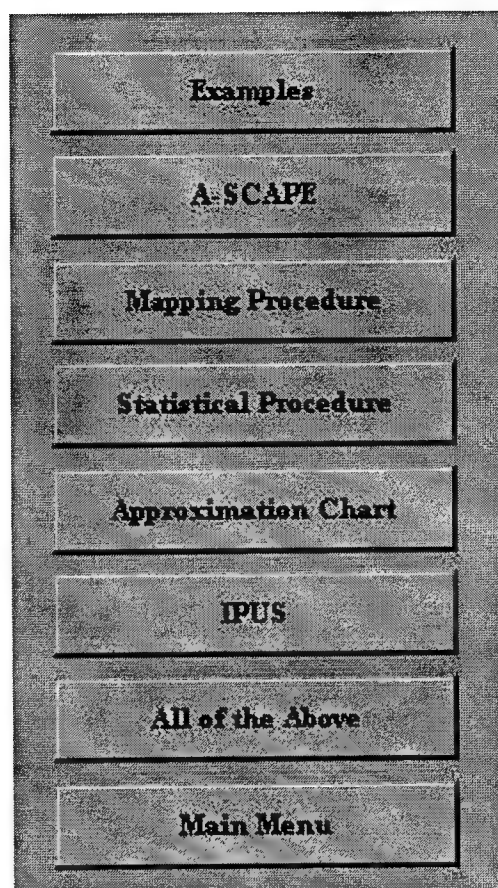 Examples
A-SCAPE
Mapping Procedure
Statistical Procedure
Approximation Chart
IPUS
All of the Above
Main Menu